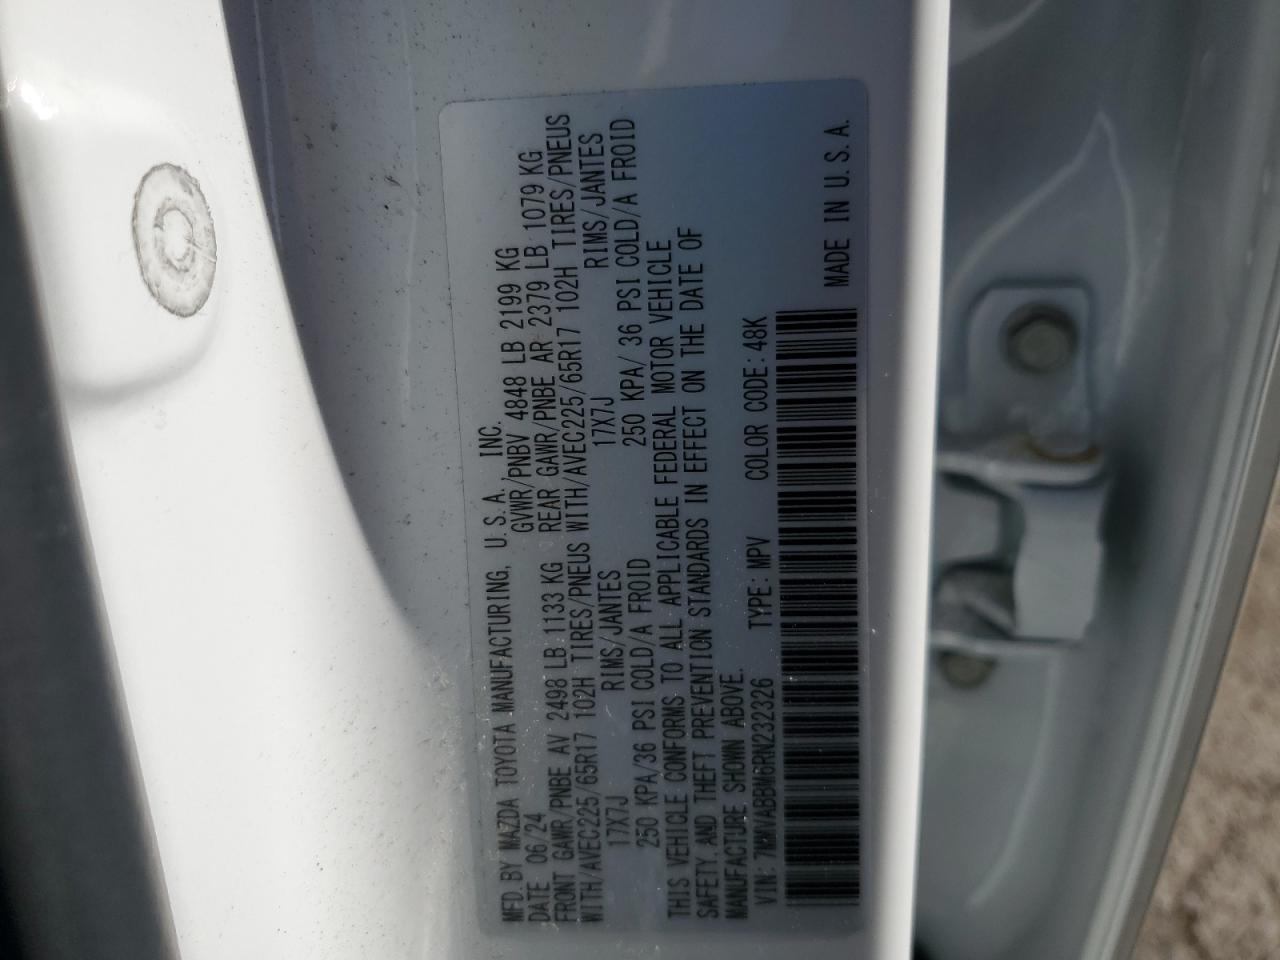 MFD.BY MAZDA TOYOTA MANUFACTURING, U.S.A. INC.
DATE 06/24 GVWR/PNBV 4848 LB 2199 KG
FRONT GAWR/PNBE AV 2498 LB 1133 KG REAR GAWR/PNBE AR 2379 LB 1079 KG
WITH/AVEC225/65R17 102H TIRES/PNEUS WITH/AVEC225/65R17 102H TIRES/PNEUS
17X7J RIMS/JANTES 17X7J RIMS/JANTES
250 KPA/36 PSI COLD/A FROID 250 KPA/ 36 PSI COLD/A FROID
THIS VEHICLE CONFORMS TO ALL APPLICABLE FEDERAL MOTOR VEHICLE
SAFETY, AND THEFT PREVENTION STANDARDS IN EFFECT ON THE DATE OF
MANUFACTURE SHOWN ABOVE.
VIN: 7MMVABBM6RN232326 TYPE: MPV COLOR CODE: 48K
MADE IN U.S.A.